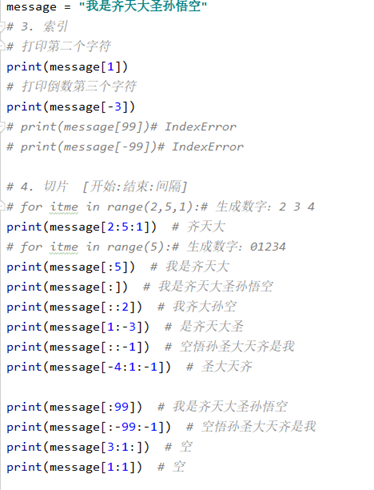 message = "我是齐天大圣孙悟空"
# 3. 索引
# 打印第二个字符
print(message[1])
# 打印倒数第三个字符
print(message[-3])
# print(message[99])# IndexError
# print(message[-99])# IndexError
# 4. 切片  [开始:结束:间隔]
# for itme in range(2,5,1):# 生成数字：2 3 4
print(message[2:5:1])  # 齐天大
# for itme in range(5):# 生成数字：01234
print(message[:5])  # 我是齐天大
print(message[:])  # 我是齐天大圣孙悟空
print(message[::2])  # 我齐大孙空
print(message[1:-3])  # 是齐天大圣
print(message[::-1])  # 空悟孙圣大天齐是我
print(message[-4:1:-1])  # 圣大天齐
print(message[:99])  # 我是齐天大圣孙悟空
print(message[:-99:-1])  # 空悟孙圣大天齐是我
print(message[3:1:])  # 空
print(message[1:1])  # 空